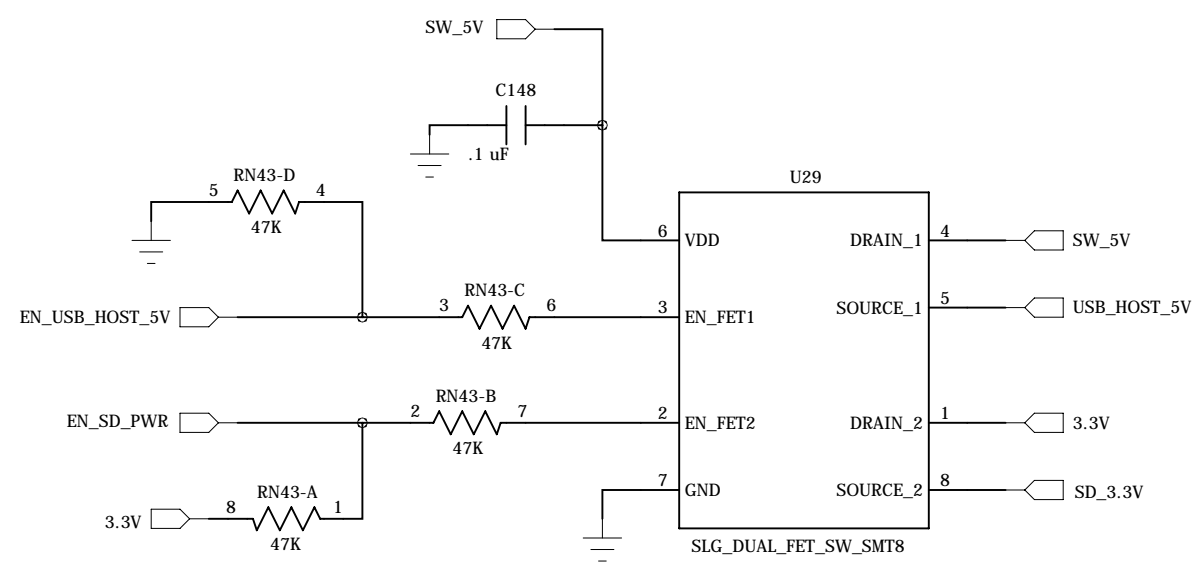 SW_5V
C148
.1 uF
RN43-D
5
4
47K
U29
6
VDD
DRAIN_1
4
SW_5V
EN_USB_HOST_5V
3
RN43-C
6
47K
3
EN_FET1
SOURCE_1
5
USB_HOST_5V
EN_SD_PWR
2
RN43-B
7
47K
2
EN_FET2
DRAIN_2
1
3.3V
7
GND
SOURCE_2
8
SD_3.3V
3.3V
8
RN43-A
1
47K
SLG_DUAL_FET_SW_SMT8